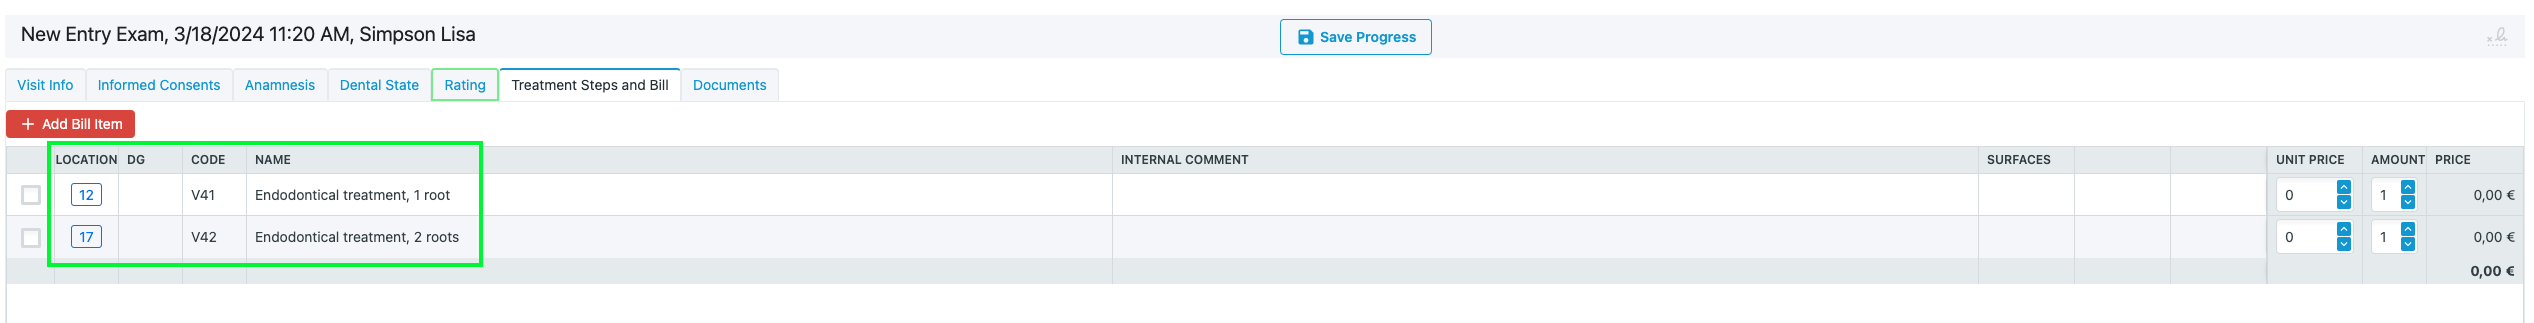 New Entry Exam, 3/18/2024 11:20 AM, Simpson Lisa
Save Progress
Visit Info Informed Consents Anamnesis Dental State Rating Treatment Steps and Bill Documents
+ Add Bill Item
LOCATION DG CODE NAME INTERNAL COMMENT SURFACES UNIT PRICE AMOUNT PRICE
12 V41 Endodontical treatment, 1 root 0 1 0,00 €
17 V42 Endodontical treatment, 2 roots 0 1 0,00 €
0,00 €